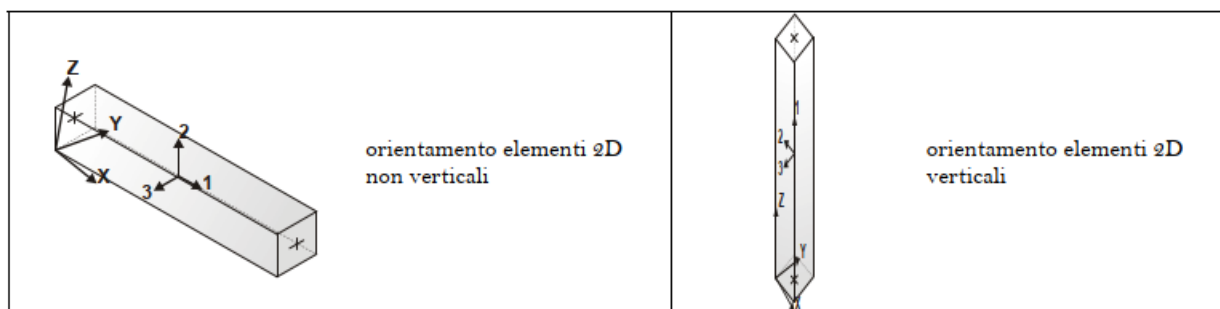 Z
Y
2
X
3
1
orientamento elementi 2D
non verticali
1
2
3
Z
Y
X
orientamento elementi 2D
verticali